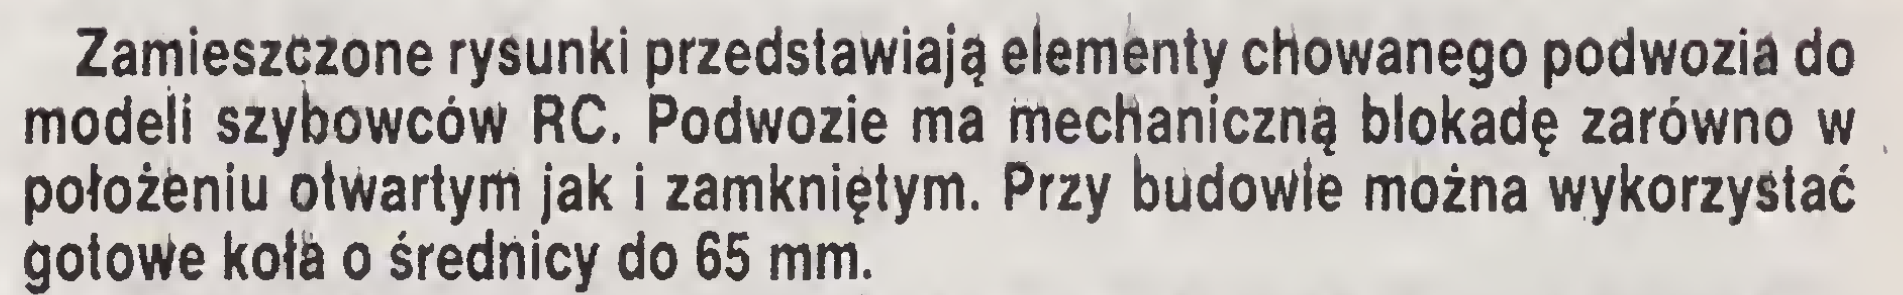 Zamieszczone rysunki przedstawiają elementy chowanego podwozia do
modeli szybowców RC. Podwozie ma mechaniczną blokadę zarówno w
położeniu otwartym jak i zamkniętym. Przy budowie można wykorzystać
gotowe koła o średnicy do 65 mm.